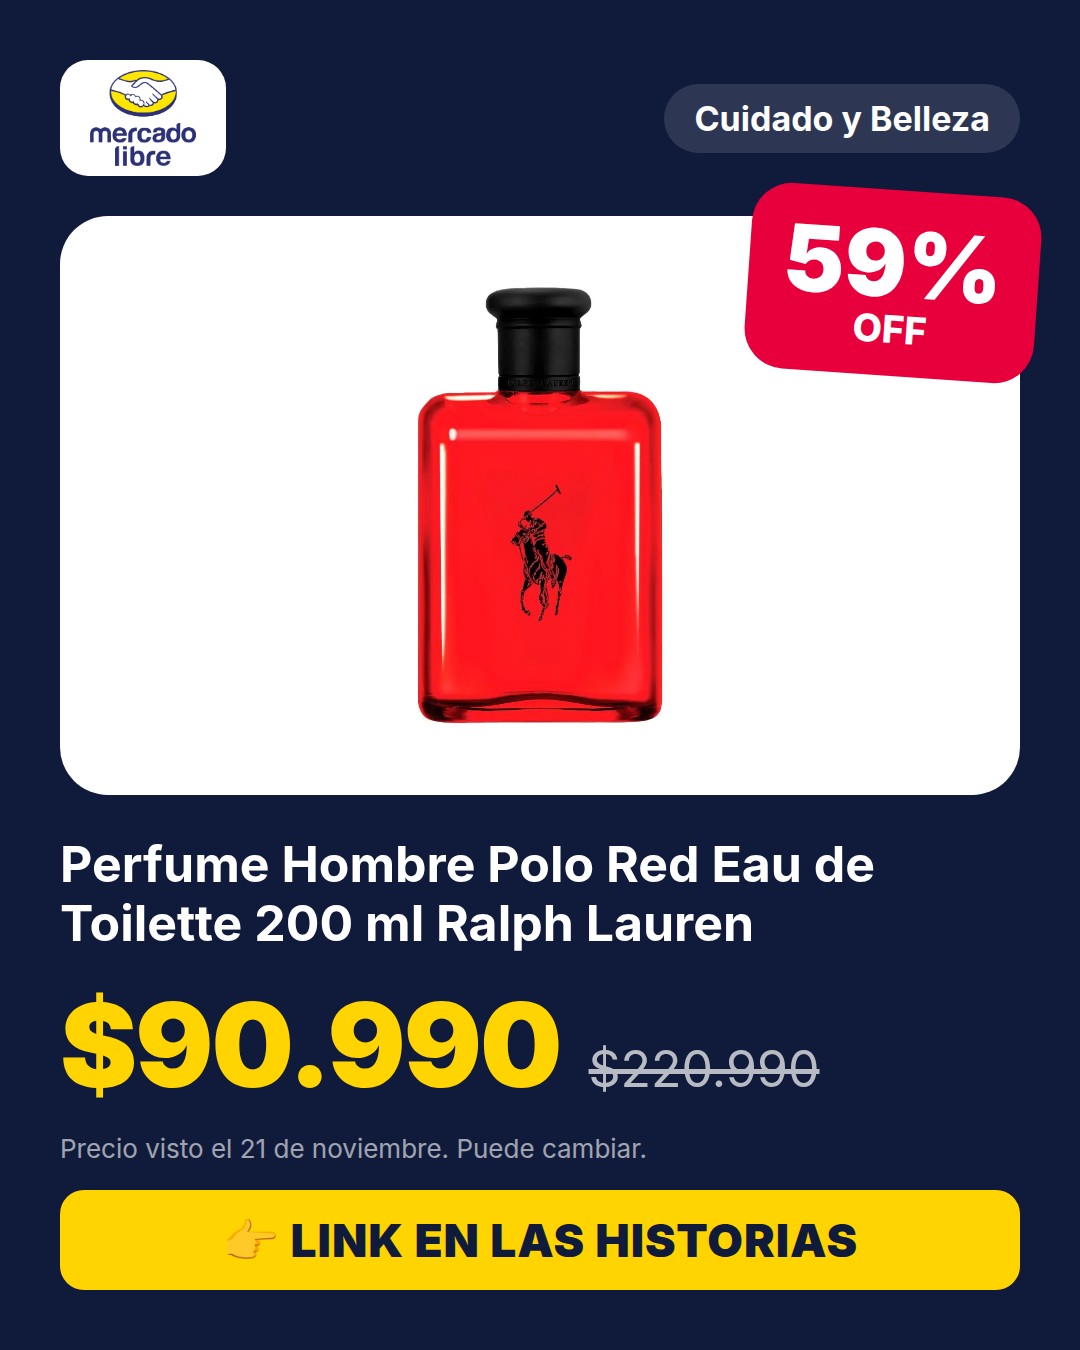 mercado
libre
Cuidado y Belleza
59%
OFF
Perfume Hombre Polo Red Eau de
Toilette 200 ml Ralph Lauren
$90.990 $220.990
Precio visto el 21 de noviembre. Puede cambiar.
👉 LINK EN LAS HISTORIAS